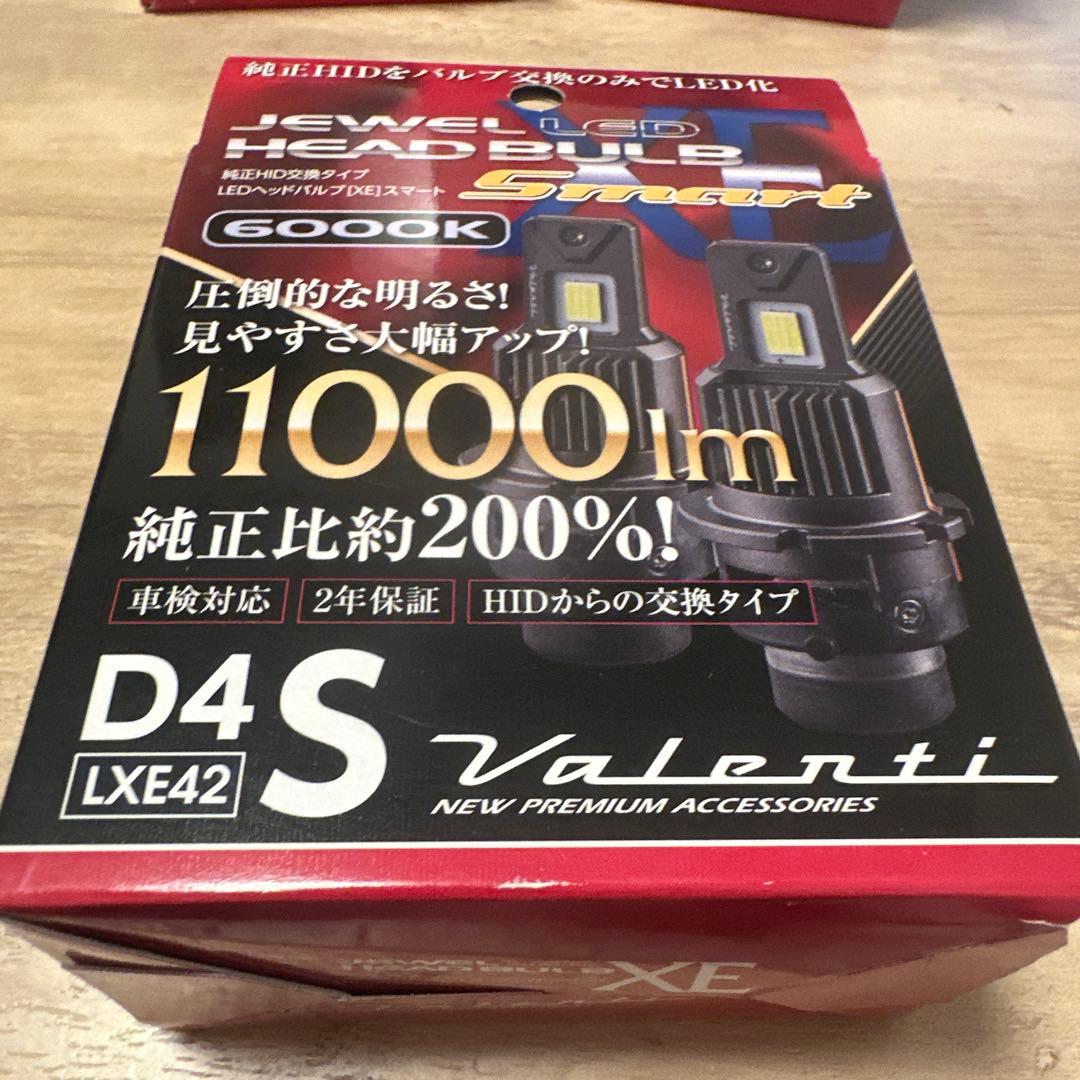 純正HIDをバルブ交換のみでLED化
XE
JEWEL LED
HEAD BULB
純正HID交換タイプ
LEDヘッドバルブ[XE]スマート
Smart
6000K
圧倒的な明るさ!
見やすさ大幅アップ!
11000lm
純正比約200%!
車検対応
2年保証
HIDからの交換タイプ
D4S
LXE42
Valenti
NEW PREMIUM ACCESSORIES
JEWEL
HEAD BULB XE